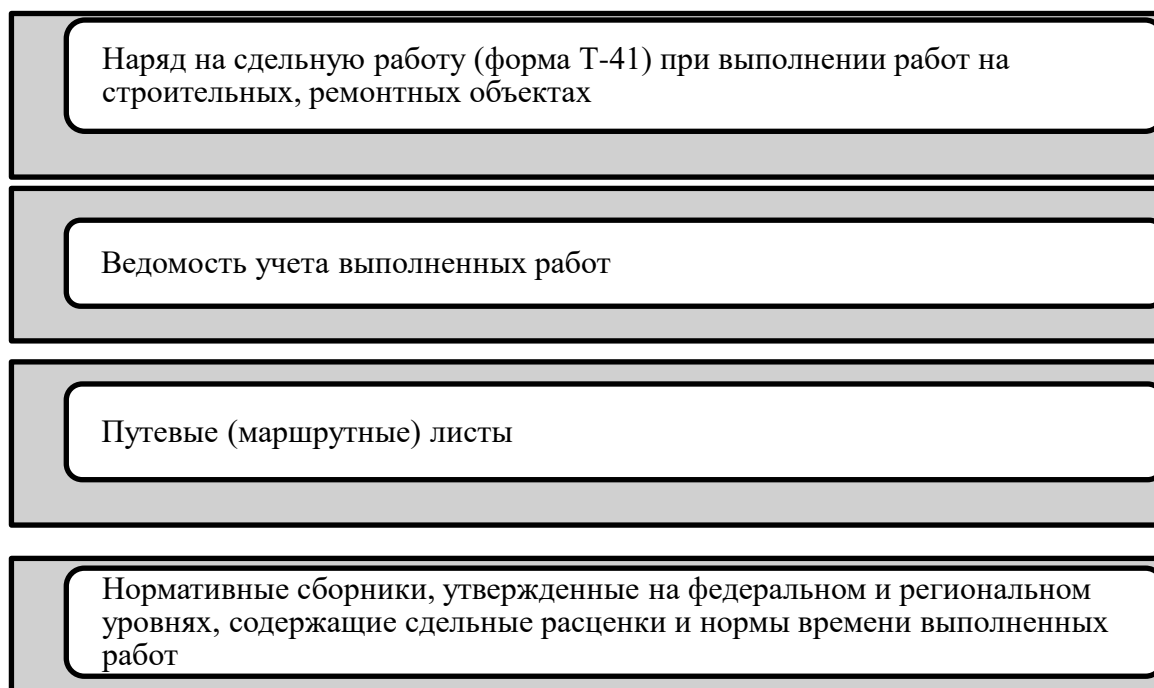 Наряд на сдельную работу (форма Т-41) при выполнении работ на
строительных, ремонтных объектах
Ведомость учета выполненных работ
Путевые (маршрутные) листы
Нормативные сборники, утвержденные на федеральном и региональном
уровнях, содержащие сдельные расценки и нормы времени выполненных
работ